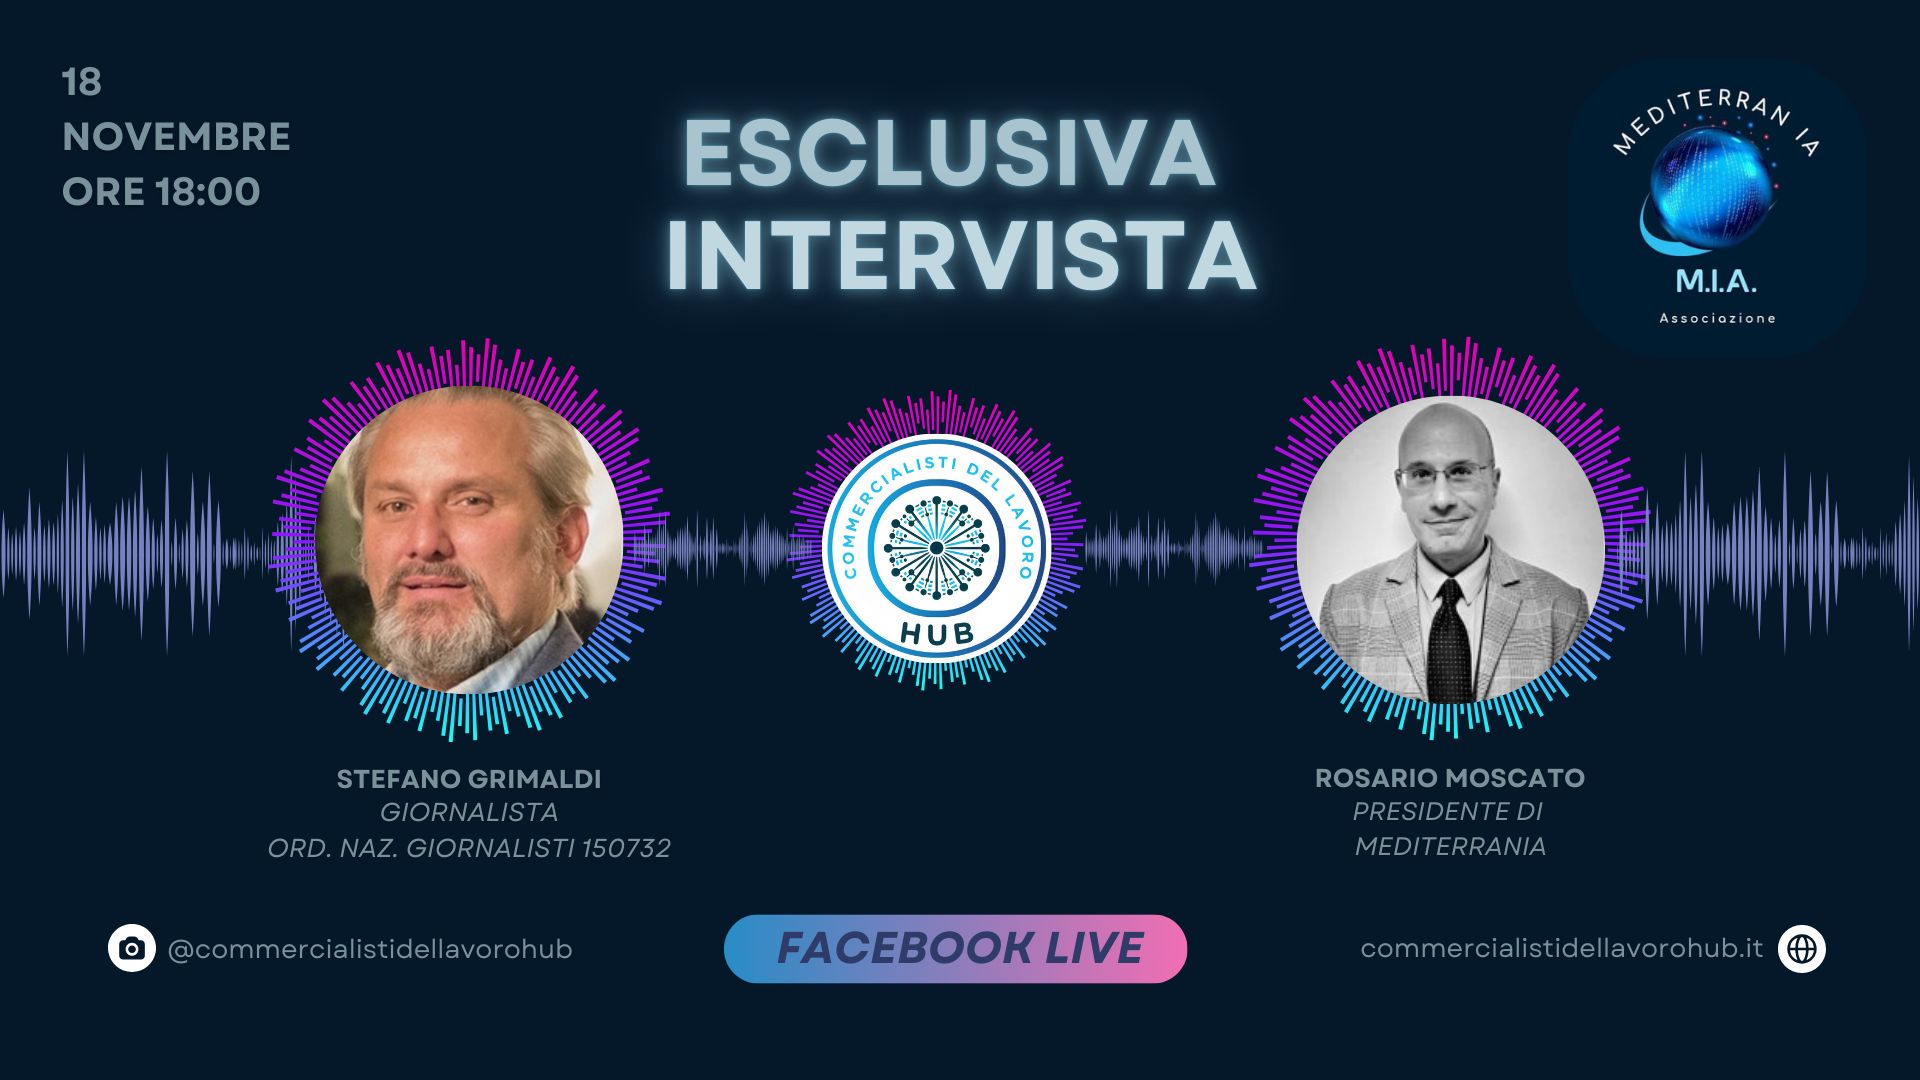 18
NOVEMBRE
ORE 18:00
ESCLUSIVA
INTERVISTA
MEDITERRAN IA
M.I.A.
Associazione
COMMERCIALISTI DEL LAVORO
HUB
STEFANO GRIMALDI
GIORNALISTA
ORD. NAZ. GIORNALISTI 150732
ROSARIO MOSCATO
PRESIDENTE DI
MEDITERRANIA
@commercialistidellavorohub
FACEBOOK LIVE
commercialistidellavorohub.it